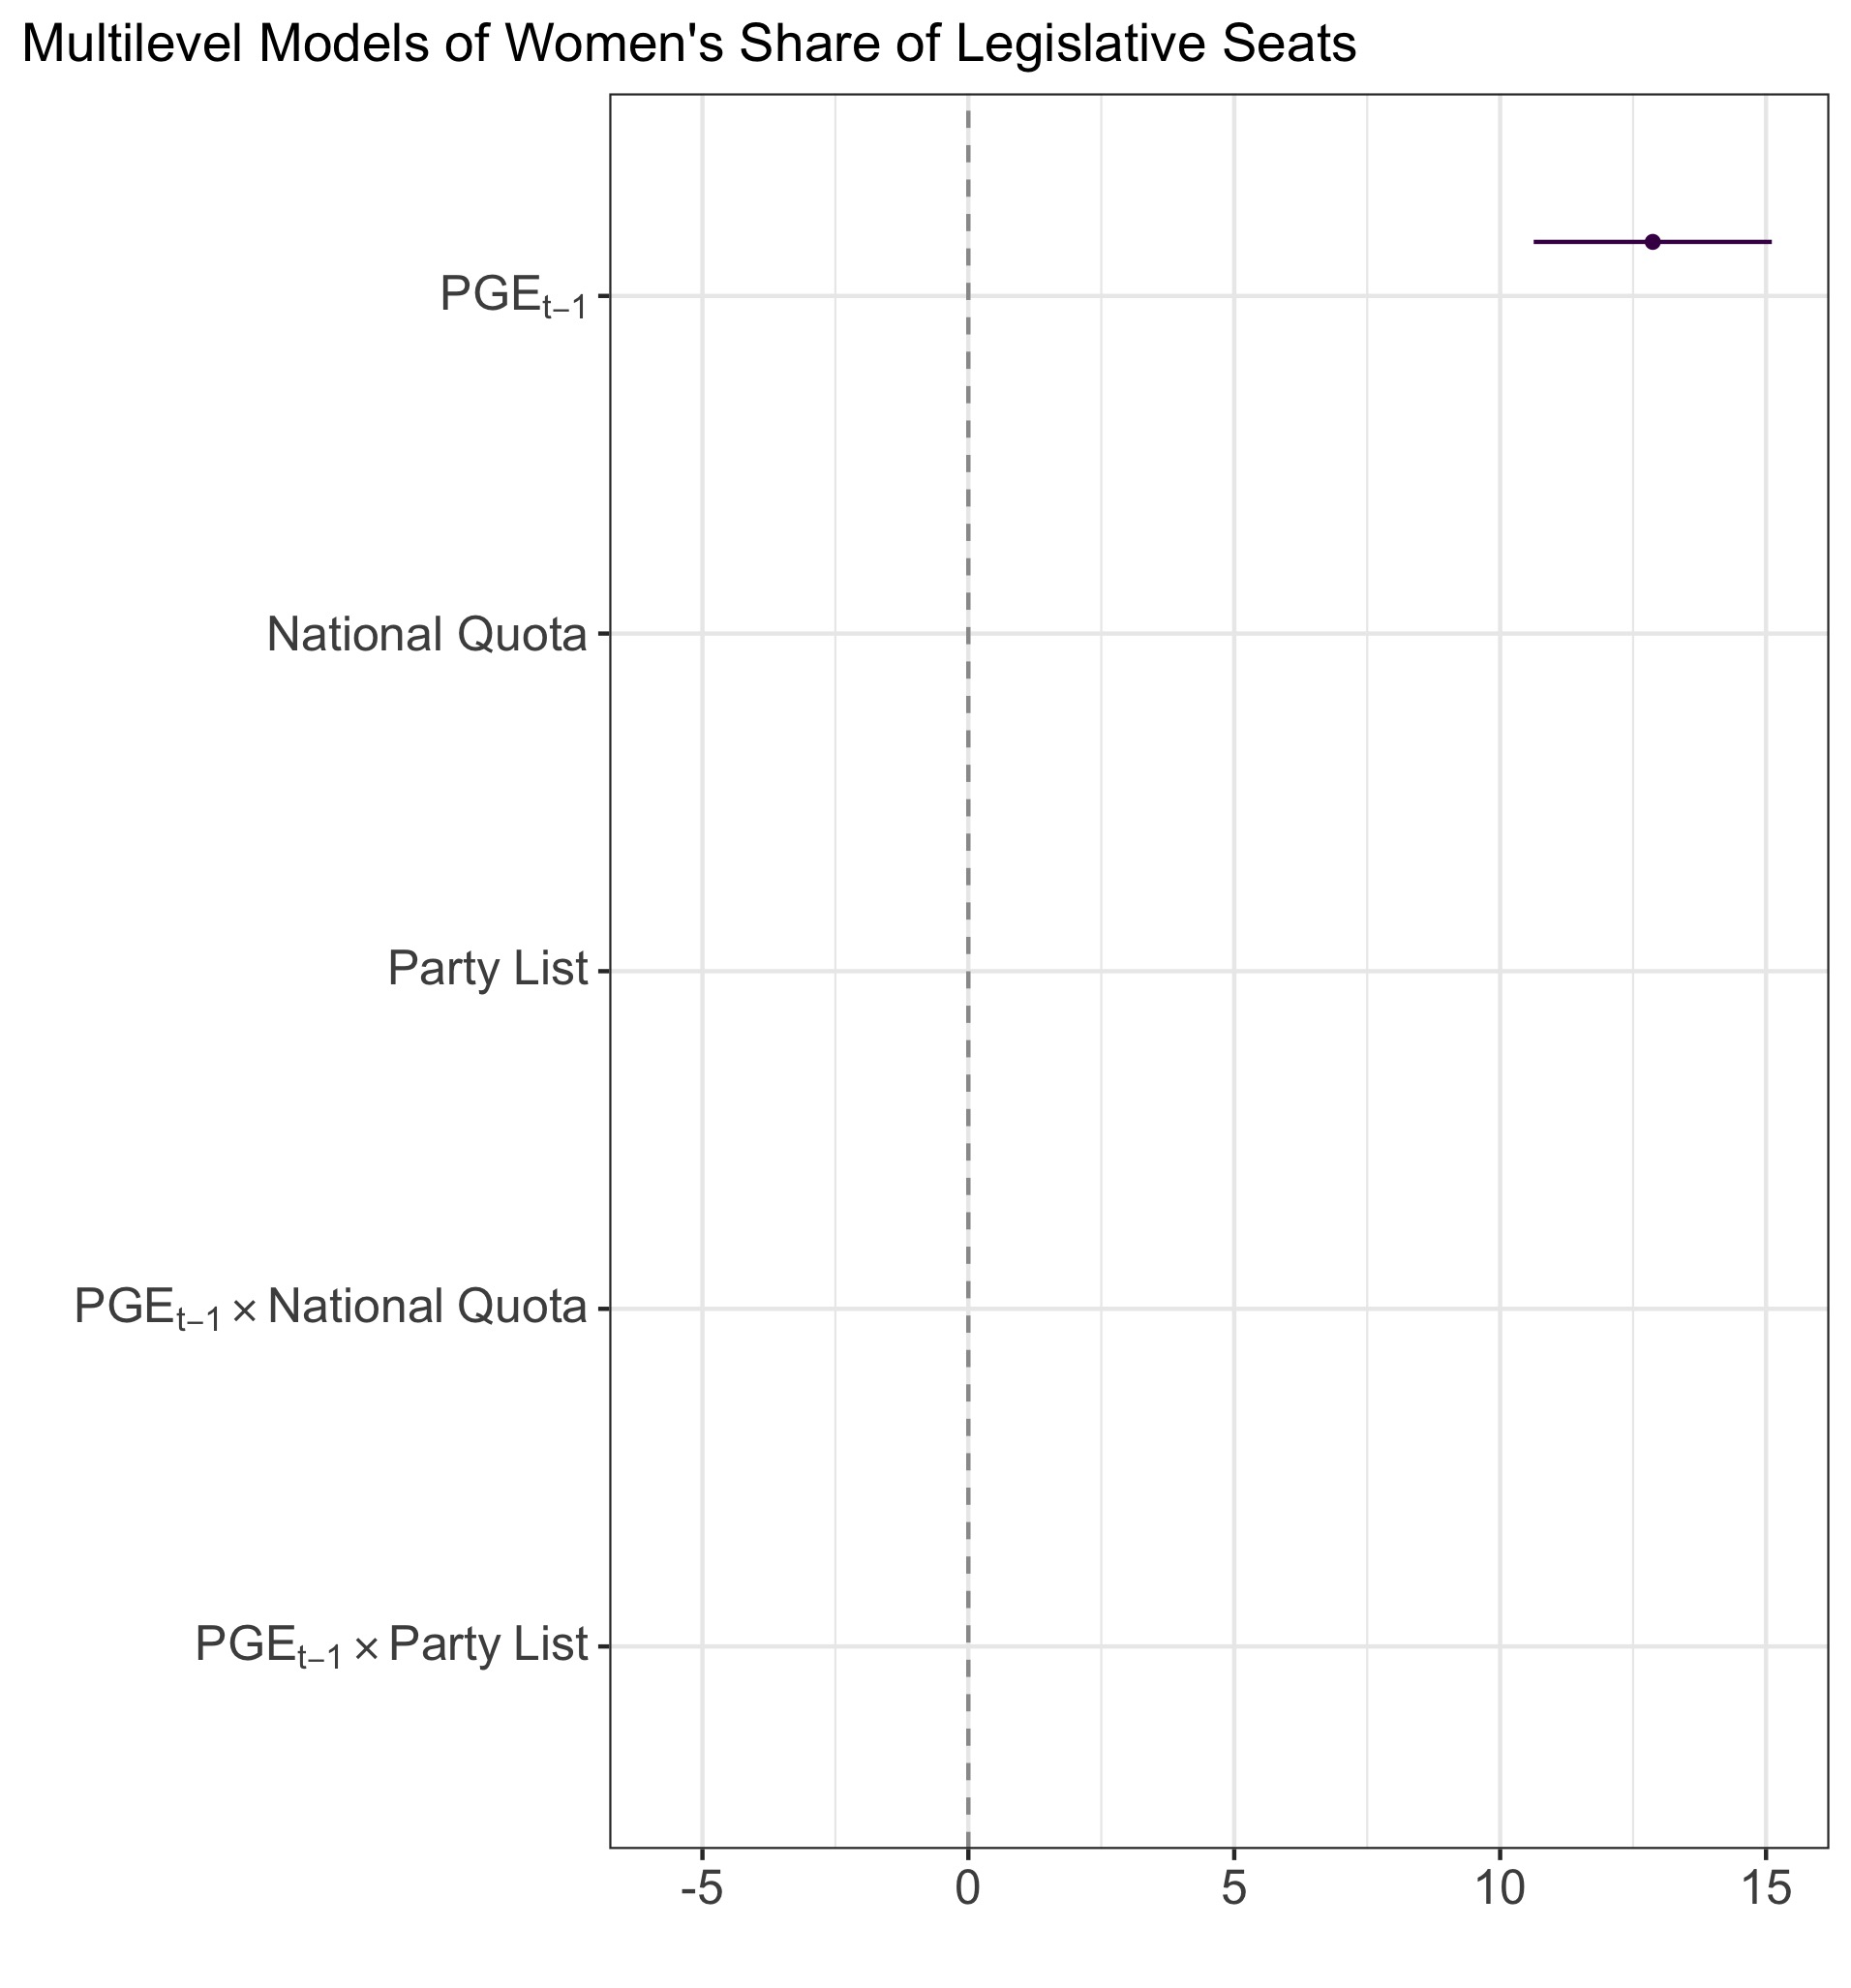 Multilevel Models of Women's Share of Legislative Seats
PGEₜ₋₁
National Quota
Party List
PGEₜ₋₁ × National Quota
PGEₜ₋₁ × Party List
-5 0 5 10 15